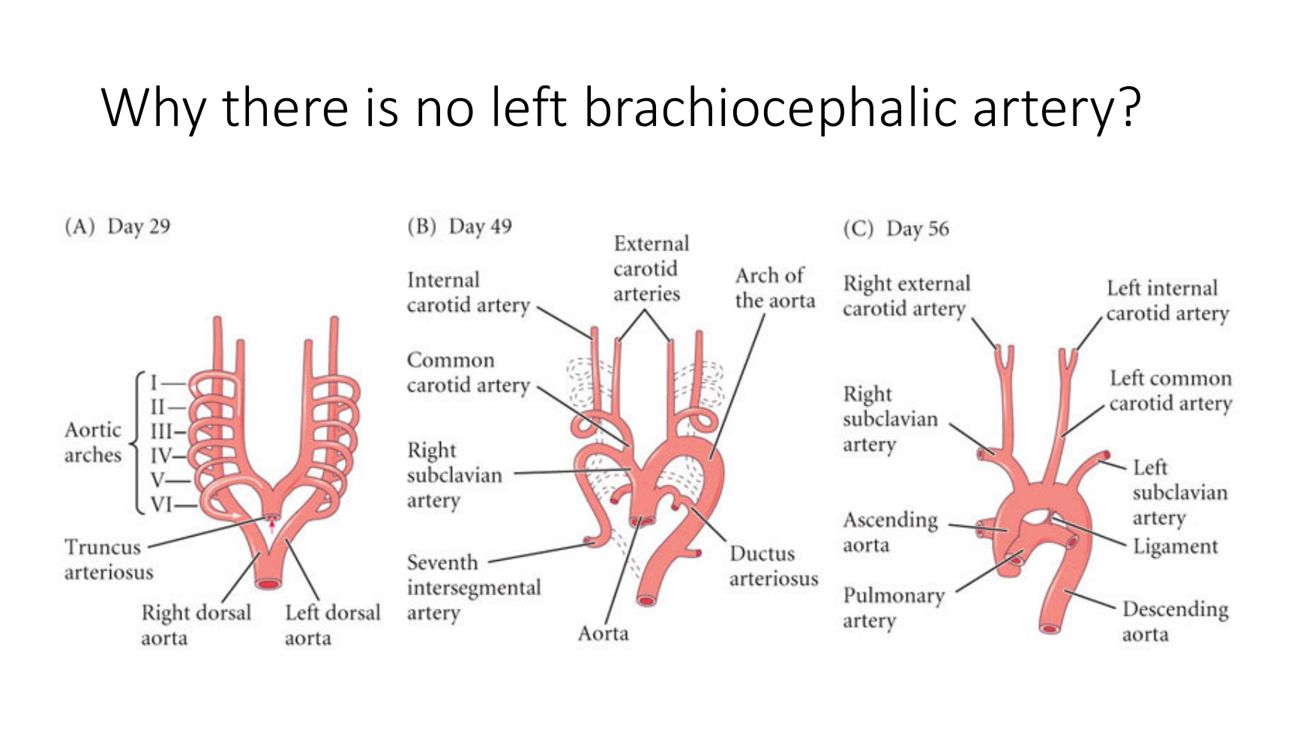 Why there is no left brachiocephalic artery?
(A) Day 29
I
II
III
IV
V
VI
Aortic
arches
Truncus
arteriosus
Right dorsal
aorta
Left dorsal
aorta
(B) Day 49
External
carotid
arteries
Internal
carotid artery
Arch of
the aorta
Common
carotid artery
Right
subclavian
artery
Seventh
intersegmental
artery
Ductus
arteriosus
Aorta
(C) Day 56
Right external
carotid artery
Left internal
carotid artery
Left common
carotid artery
Right
subclavian
artery
Left
subclavian
artery
Ascending
aorta
Ligament
Pulmonary
artery
Descending
aorta